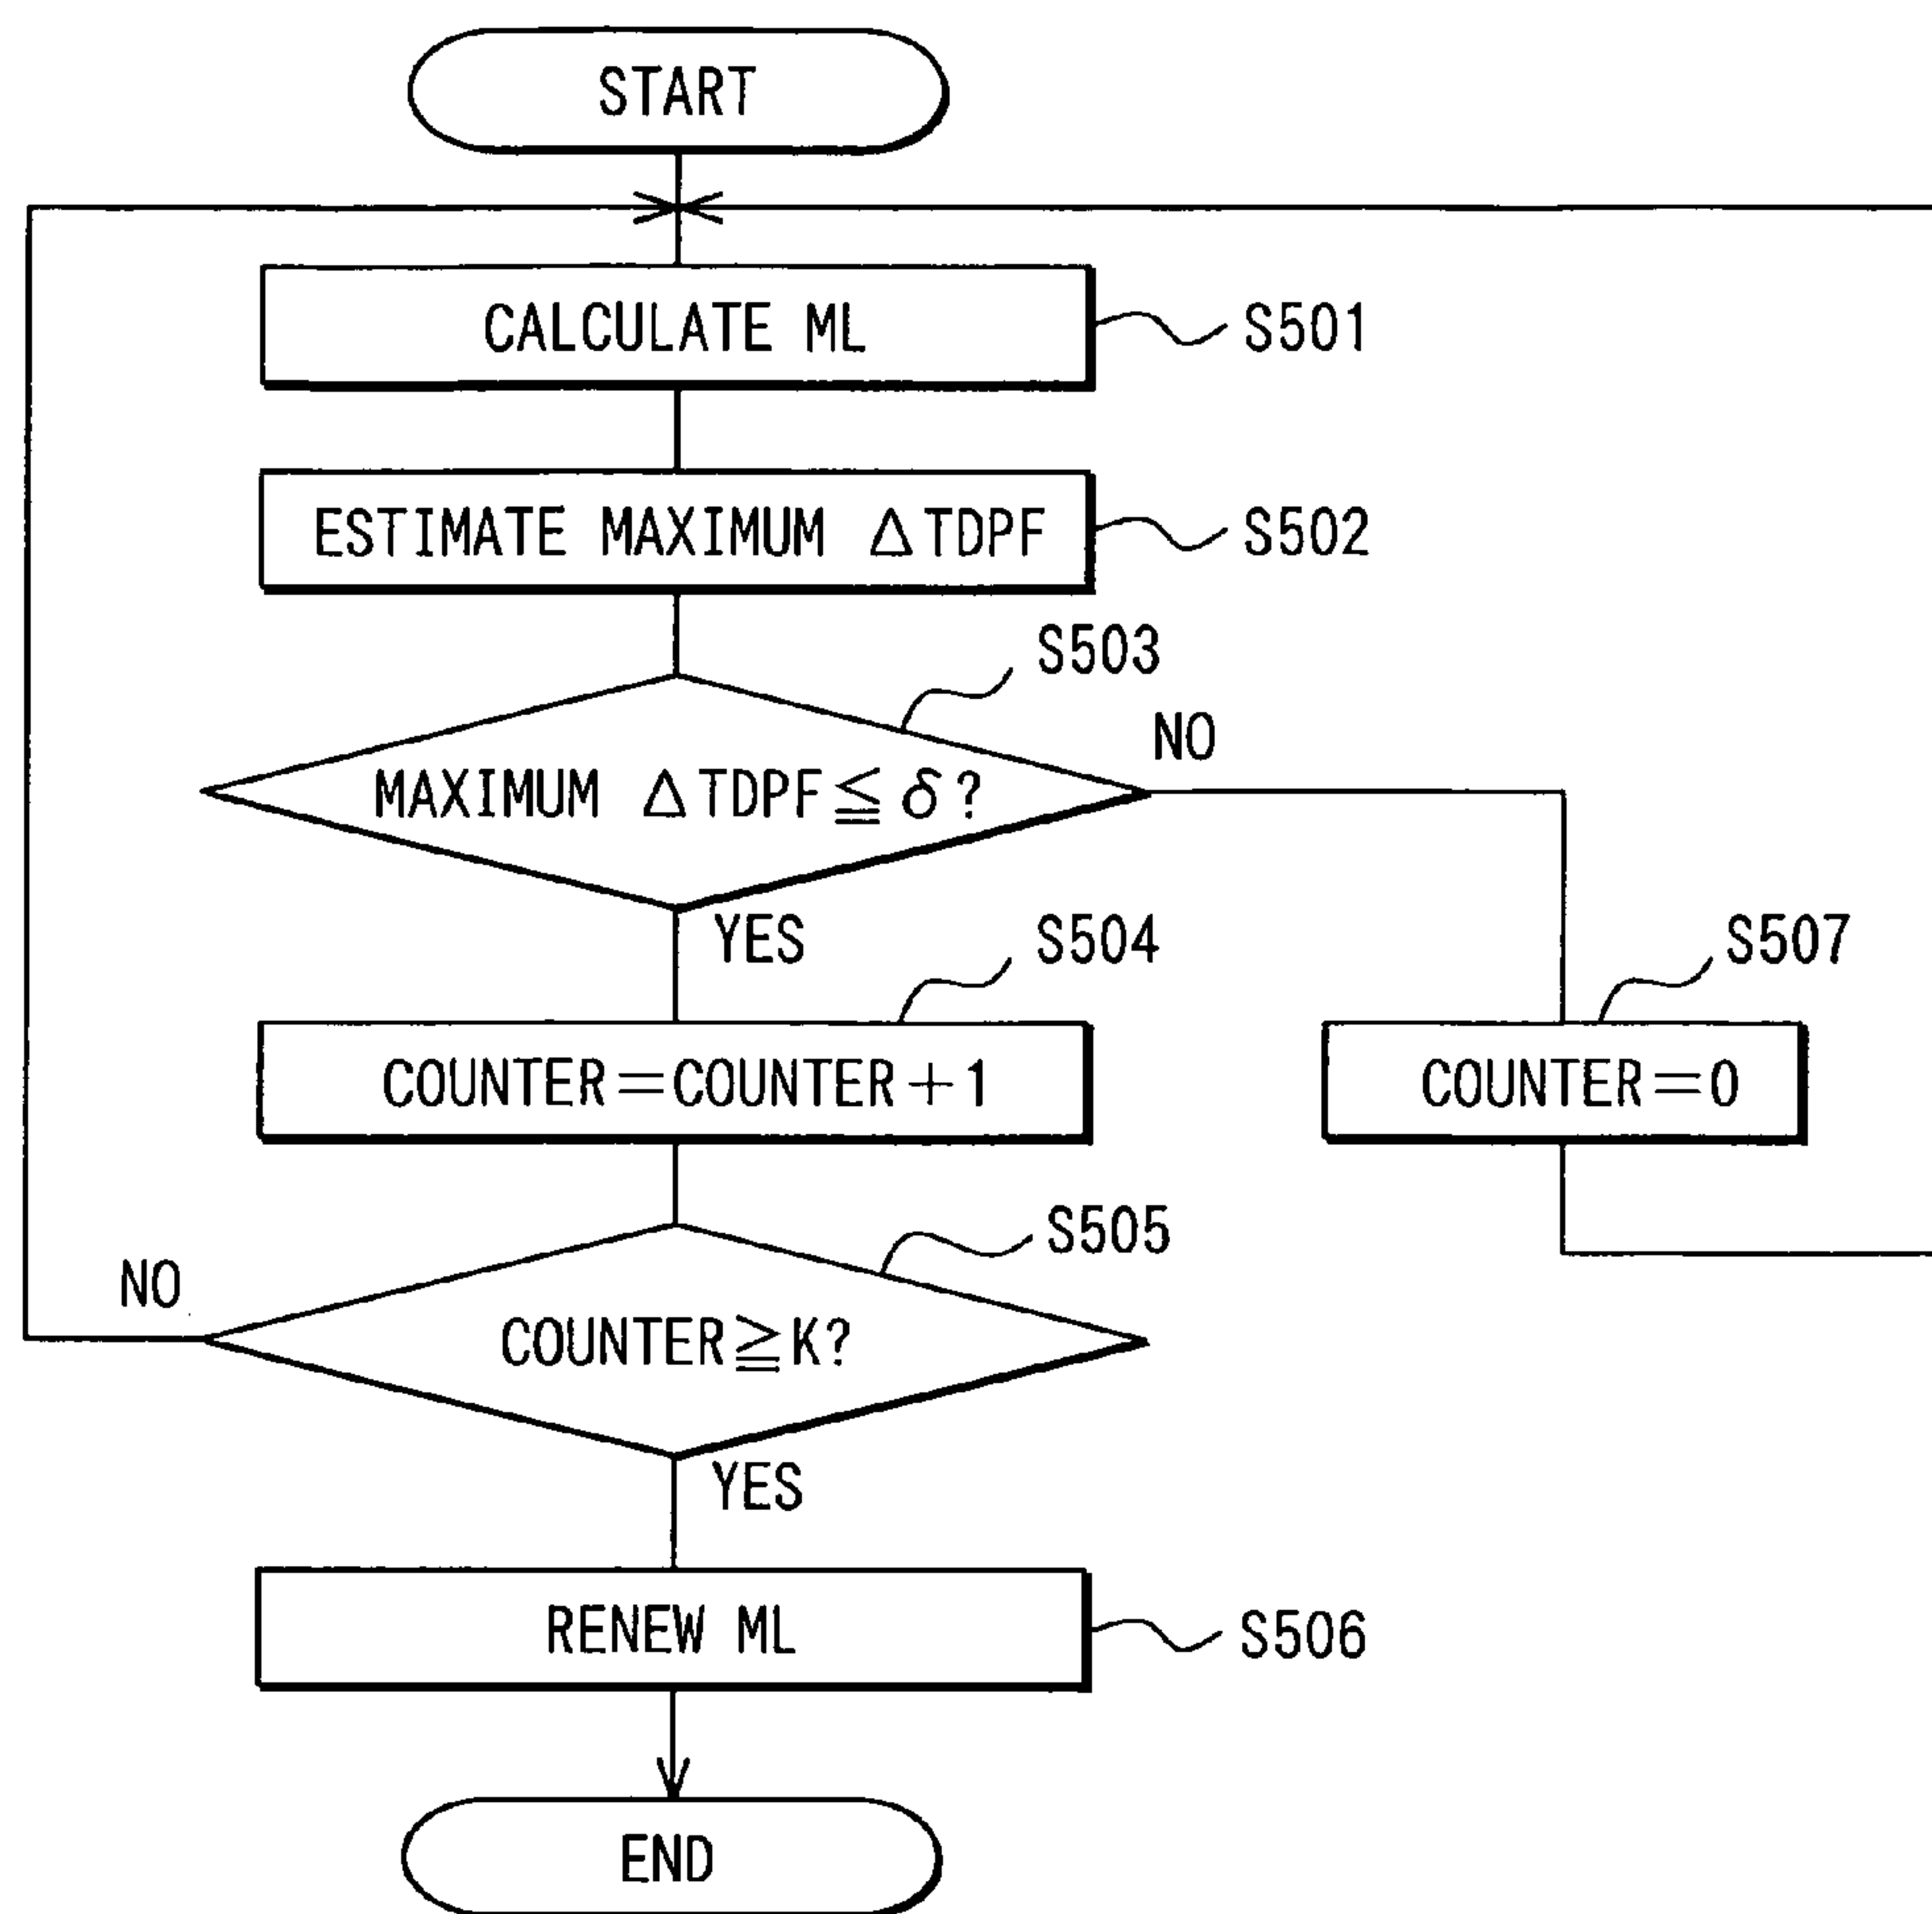 START
CALCULATE ML
S501
ESTIMATE MAXIMUM ΔTDPF
S502
S503
MAXIMUM ΔTDPF≦δ?
NO
YES
S504
S507
COUNTER=COUNTER+1
COUNTER=0
S505
NO
COUNTER≧K?
YES
RENEW ML
S506
END